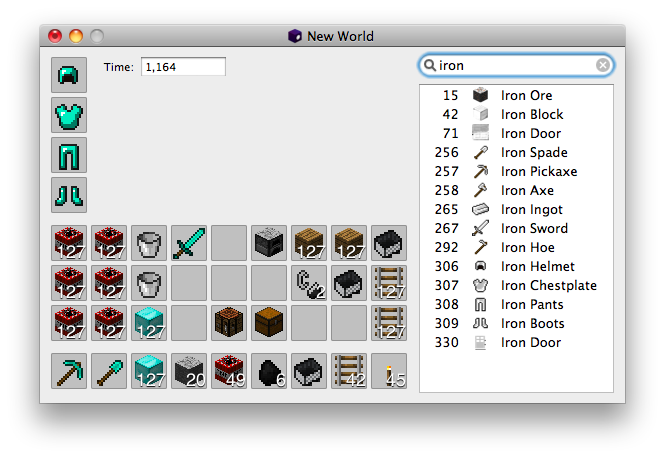 New World
Time: 1,164
iron
15 Iron Ore
42 Iron Block
71 Iron Door
256 Iron Spade
257 Iron Pickaxe
258 Iron Axe
265 Iron Ingot
267 Iron Sword
292 Iron Hoe
306 Iron Helmet
307 Iron Chestplate
308 Iron Pants
309 Iron Boots
330 Iron Door
127 127 127 127
127 127 2 127
127 127 127 127
127 20 49 6 42 45